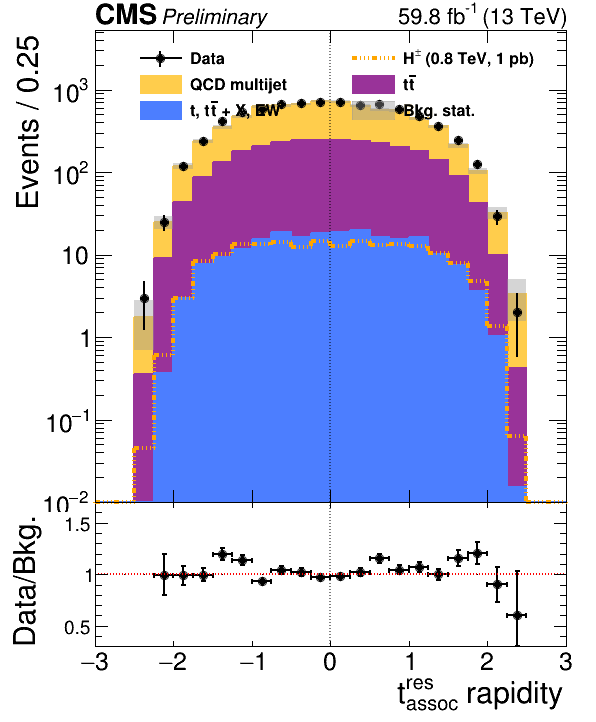 CMS Preliminary 59.8 fb⁻¹ (13 TeV)
Data
H± (0.8 TeV, 1 pb)
QCD multijet
tt̄
t, tt̄ + X, EW
Bkg. stat.
Events / 0.25
10³
10²
10
1
10⁻¹
10⁻²
Data/Bkg.
1.5
1
0.5
−3 −2 −1 0 1 2 3
t^res_assoc rapidity